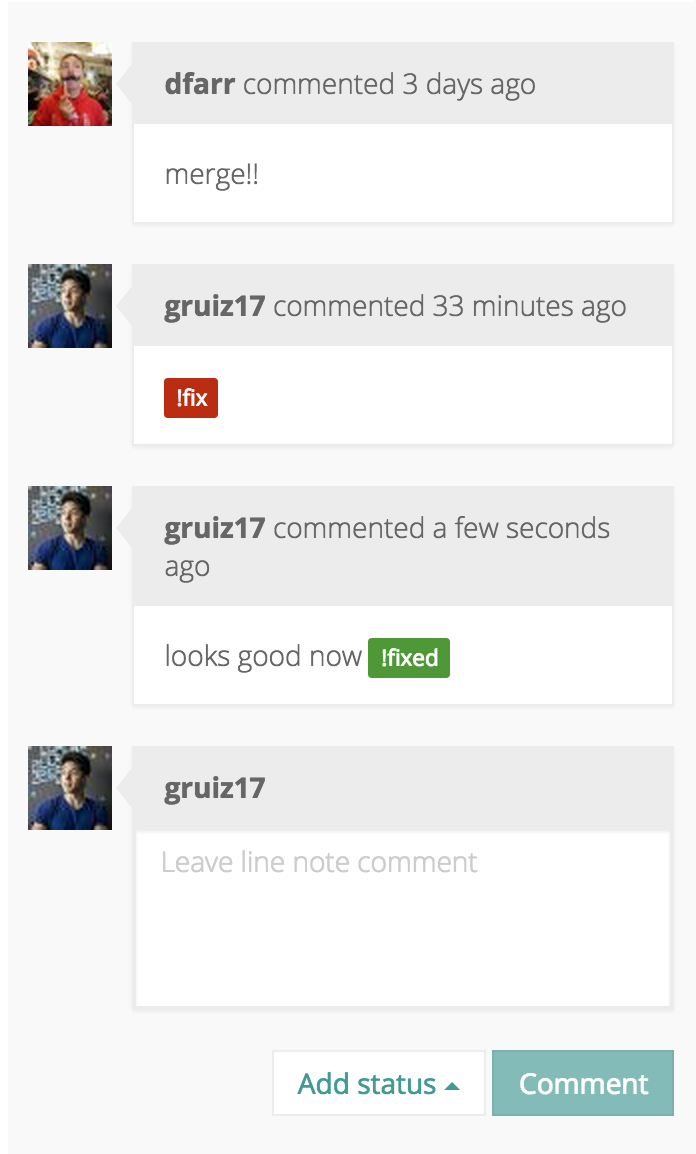 dfarr commented 3 days ago
merge!!
gruiz17 commented 33 minutes ago
!fix
gruiz17 commented a few seconds
ago
looks good now !fixed
gruiz17
Leave line note comment
Add status Comment